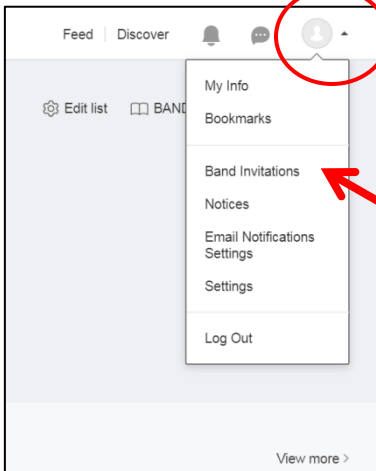 Feed Discover
My Info
Edit list BAND
Bookmarks
Band Invitations
Notices
Email Notifications
Settings
Settings
Log Out
View more >